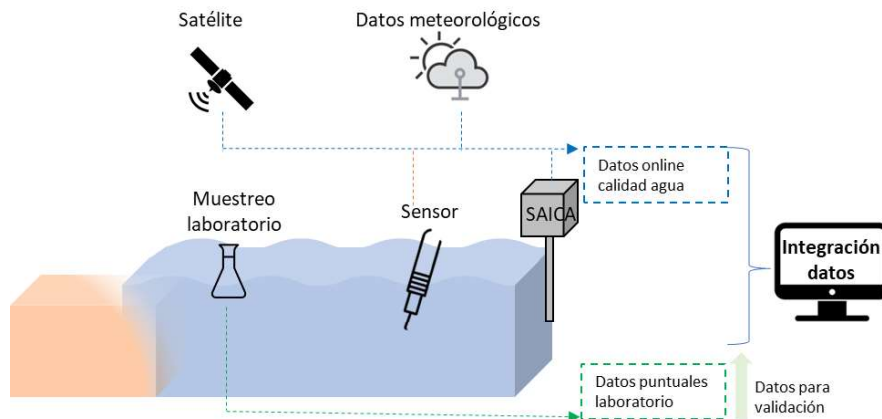 Satélite
Datos meteorológicos
Datos online
calidad agua
Muestreo
laboratorio
Sensor
SAICA
Integración
datos
Datos puntuales
laboratorio
Datos para
validación